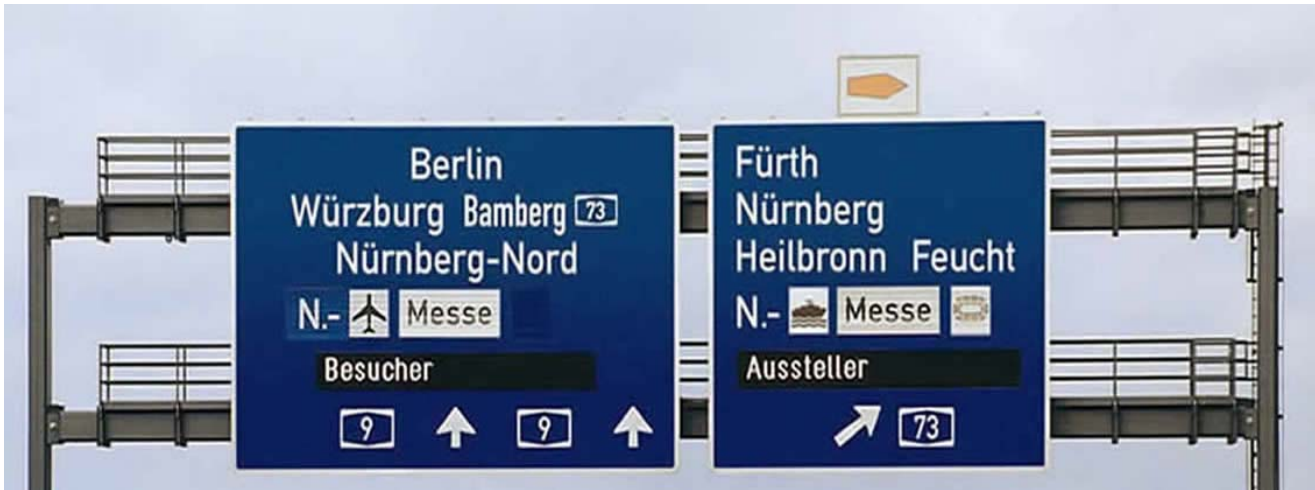 Berlin
Würzburg Bamberg 73
Nürnberg-Nord
N.- Messe
Besucher
9 9
Fürth
Nürnberg
Heilbronn Feucht
N.- Messe
Aussteller
73